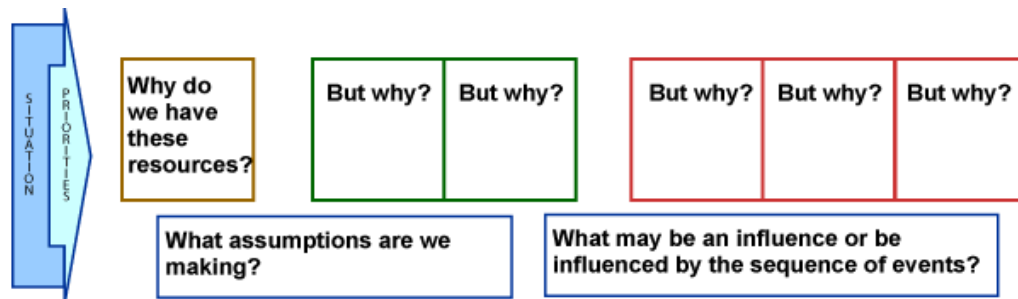 SITUATION
PRIORITIES
Why do
we have
these
resources?
But why?
But why?
But why?
But why?
But why?
What assumptions are we
making?
What may be an influence or be
influenced by the sequence of events?